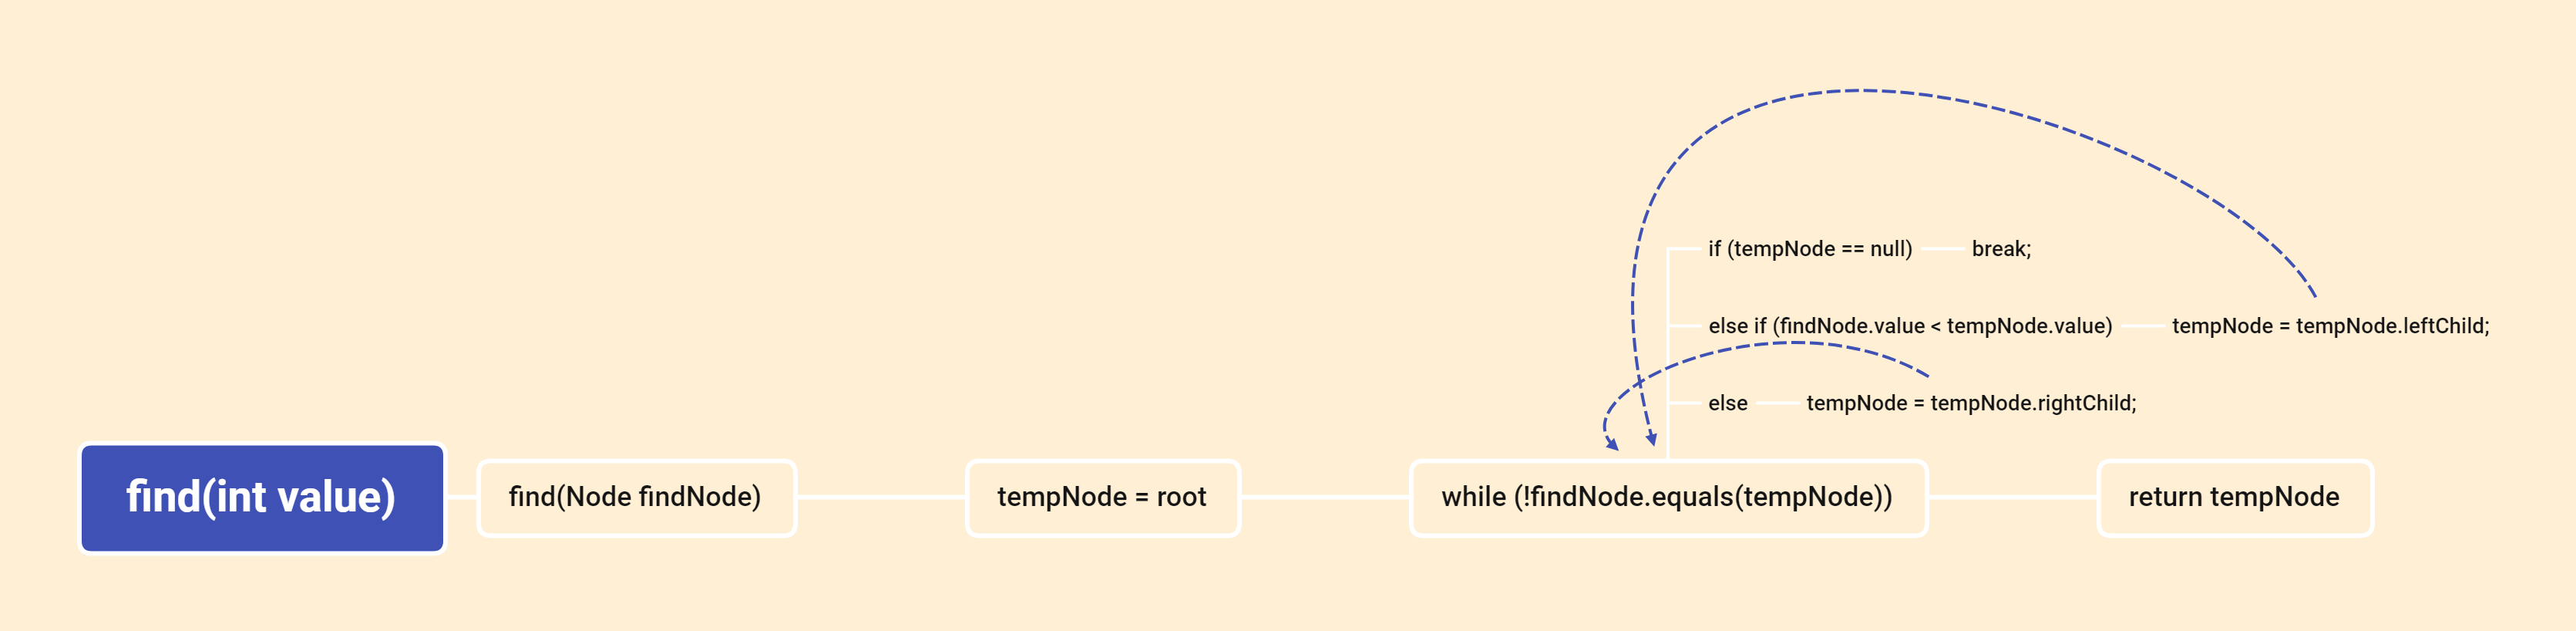 if (tempNode == null)
break;
else if (findNode.value < tempNode.value)
tempNode = tempNode.leftChild;
else
tempNode = tempNode.rightChild;
find(int value)
find(Node findNode)
tempNode = root
while (!findNode.equals(tempNode))
return tempNode